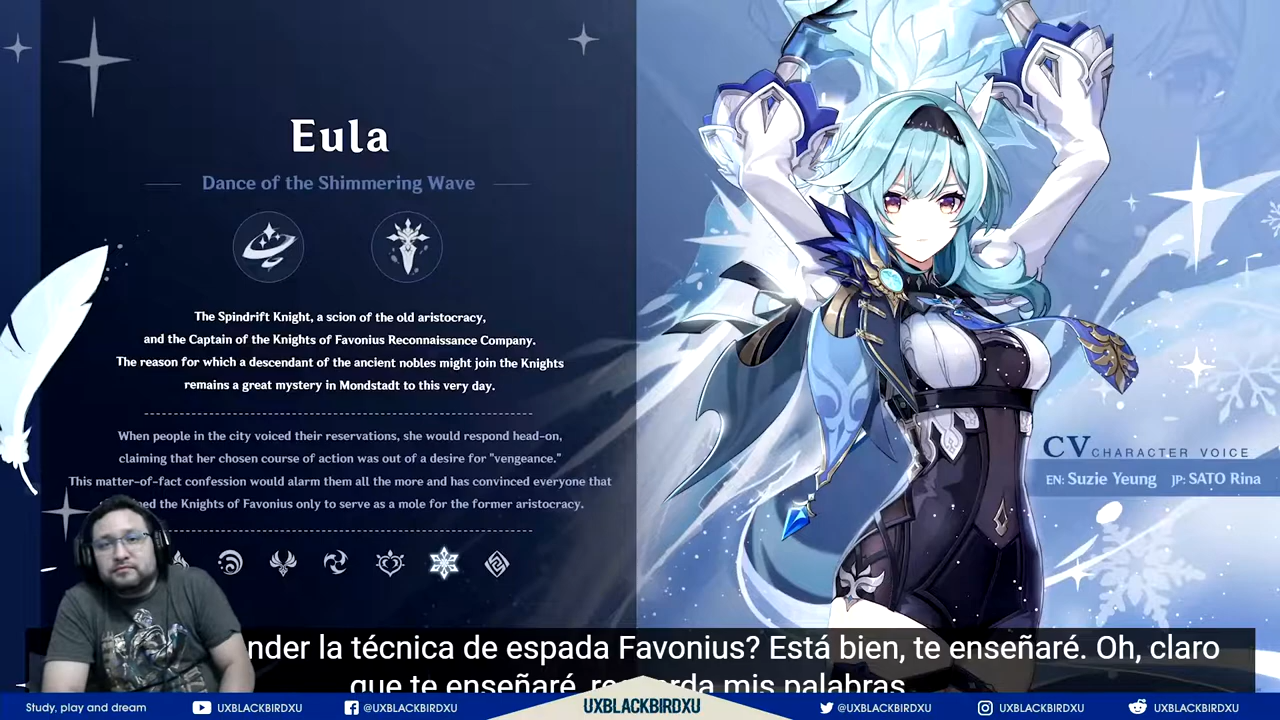 Eula
Dance of the Shimmering Wave
The Spindrift Knight, a scion of the old aristocracy,
and the Captain of the Knights of Favonius Reconnaissance Company.
The reason for which a descendant of the ancient nobles might join the Knights
remains a great mystery in Mondstadt to this very day.
When people in the city voiced their reservations, she would respond head-on,
claiming that her chosen course of action was out of a desire for "vengeance."
This matter-of-fact confession would alarm them all the more and has convinced everyone that
the Knights of Favonius only to serve as a mole for the former aristocracy.
CV CHARACTER VOICE
EN: Suzie Yeung JP: SATO Rina
la técnica de espada Favonius? Está bien, te enseñaré. Oh, claro
que te enseñaré, mis palabras
Study, play and dream
UXBLACKBIRDXU
@UXBLACKBIRDXU
UXBLACKBIRDXU
@UXBLACKBIRDXU
UXBLACKBIRDXU
UXBLACKBIRDXU